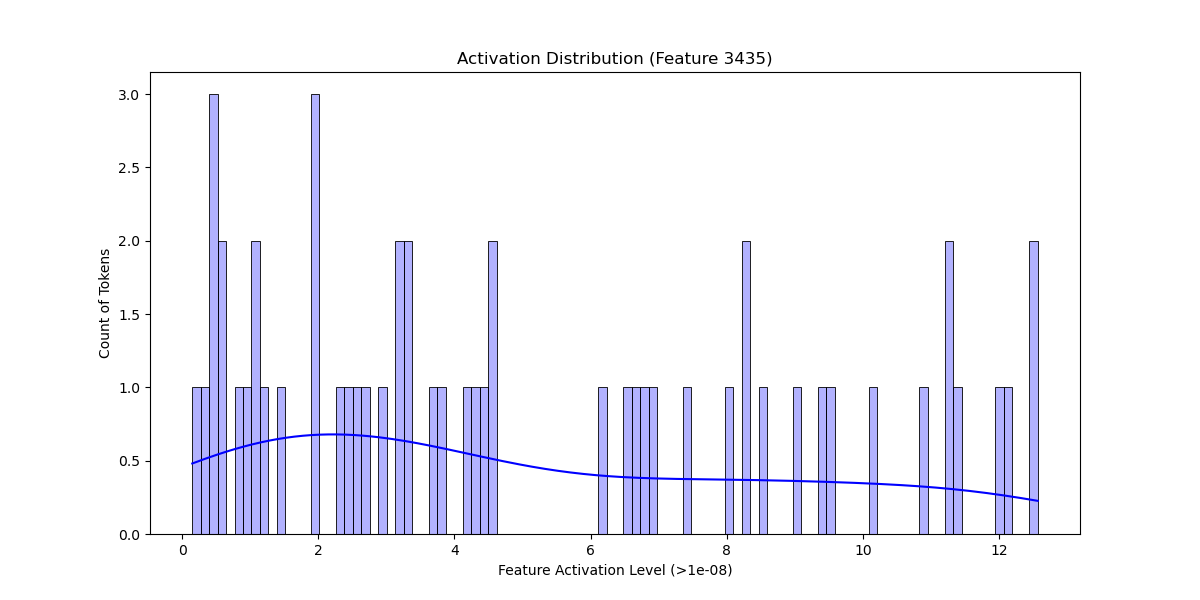 Activation Distribution (Feature 3435)
3.0
2.5
2.0
1.5
1.0
0.5
0.0
Count of Tokens
0 2 4 6 8 10 12
Feature Activation Level (>1e-08)